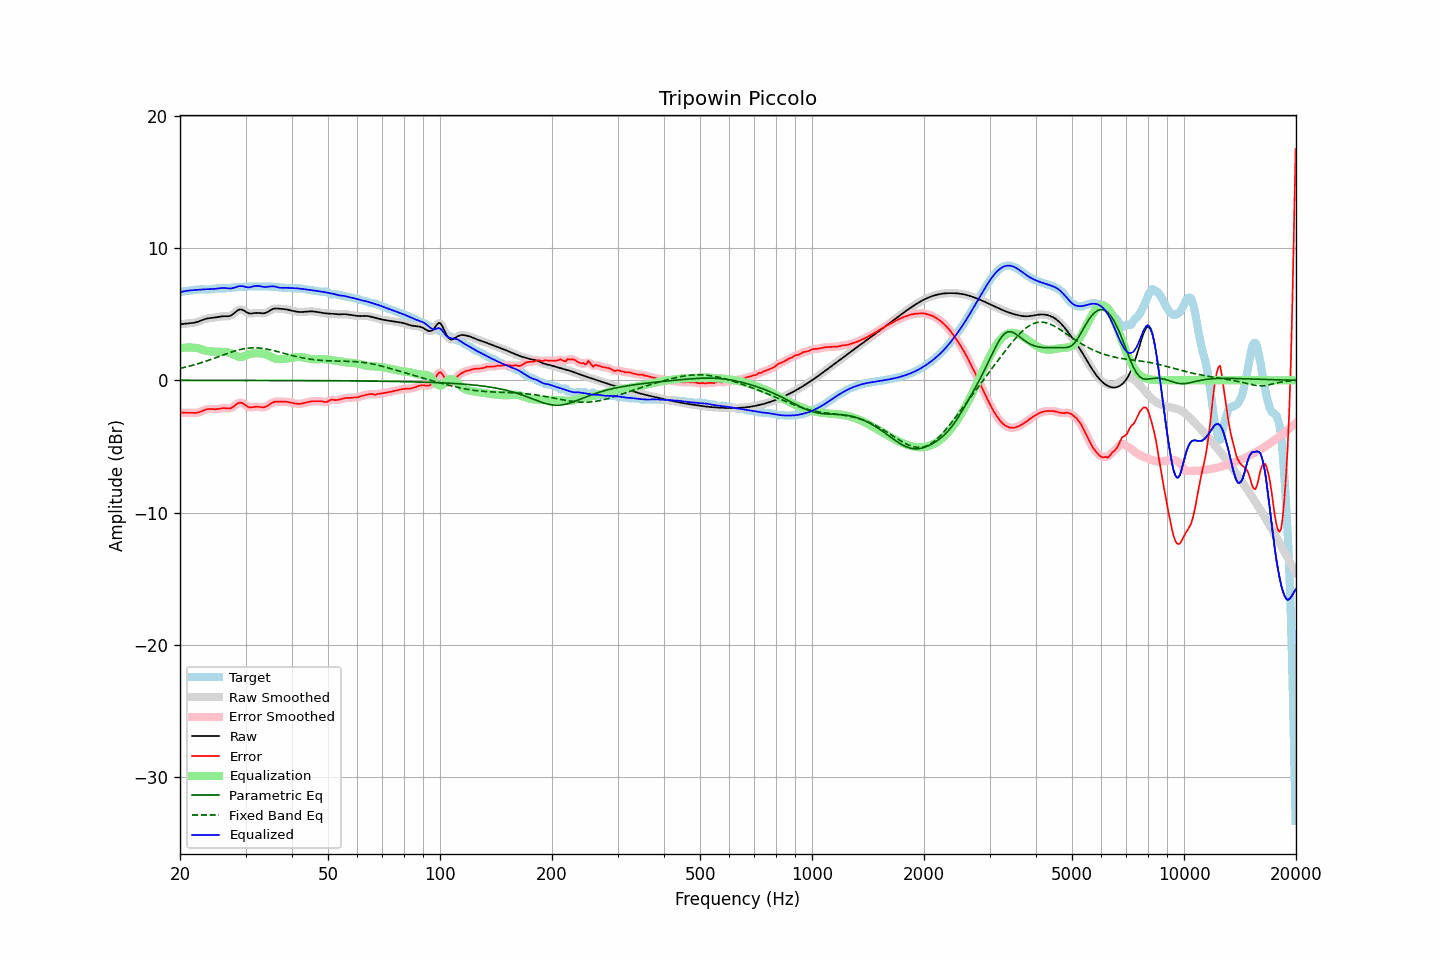 Tripowin Piccolo
20
10
0
−10
−20
−30
Amplitude (dBr)
Target
Raw Smoothed
Error Smoothed
Raw
Error
Equalization
Parametric Eq
Fixed Band Eq
Equalized
20 50 100 200 500 1000 2000 5000 10000 20000
Frequency (Hz)